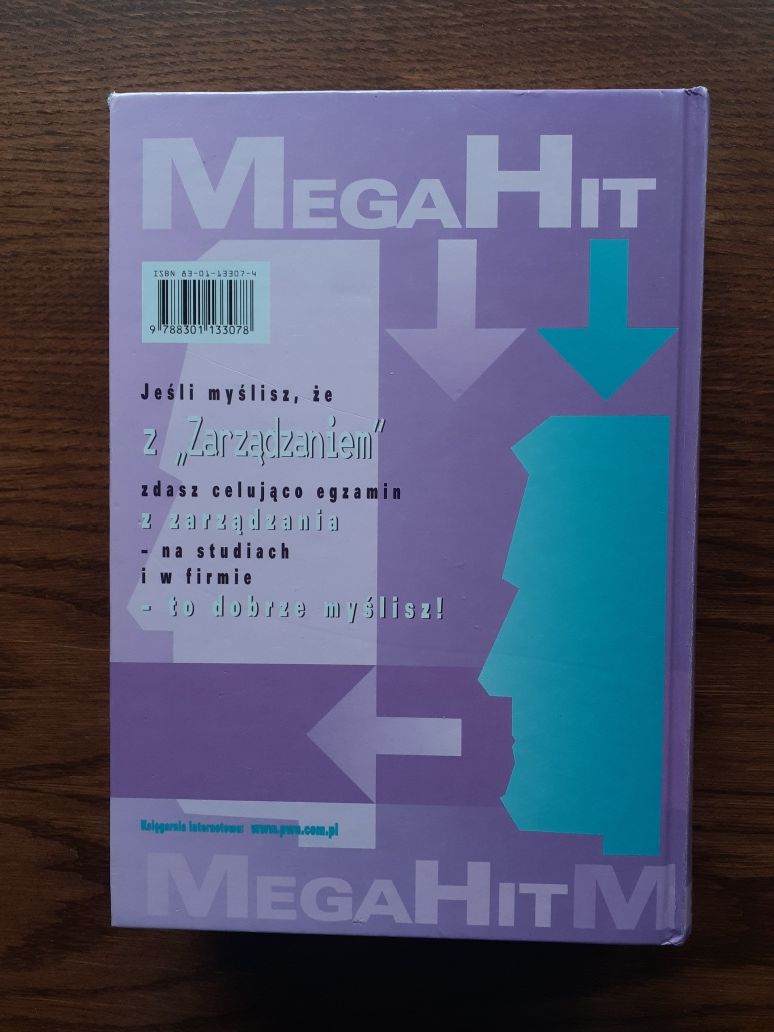 MEGAHIT
ISBN 83-01-13307-4
9 788301 133078
Jeśli myślisz, że
z „Zarządzaniem”
zdasz celująco egzamin
z zarządzania
– na studiach
i w firmie
– to dobrze myślisz!
Księgarnia internetowa: www.pwn.com.pl
MEGAHITM